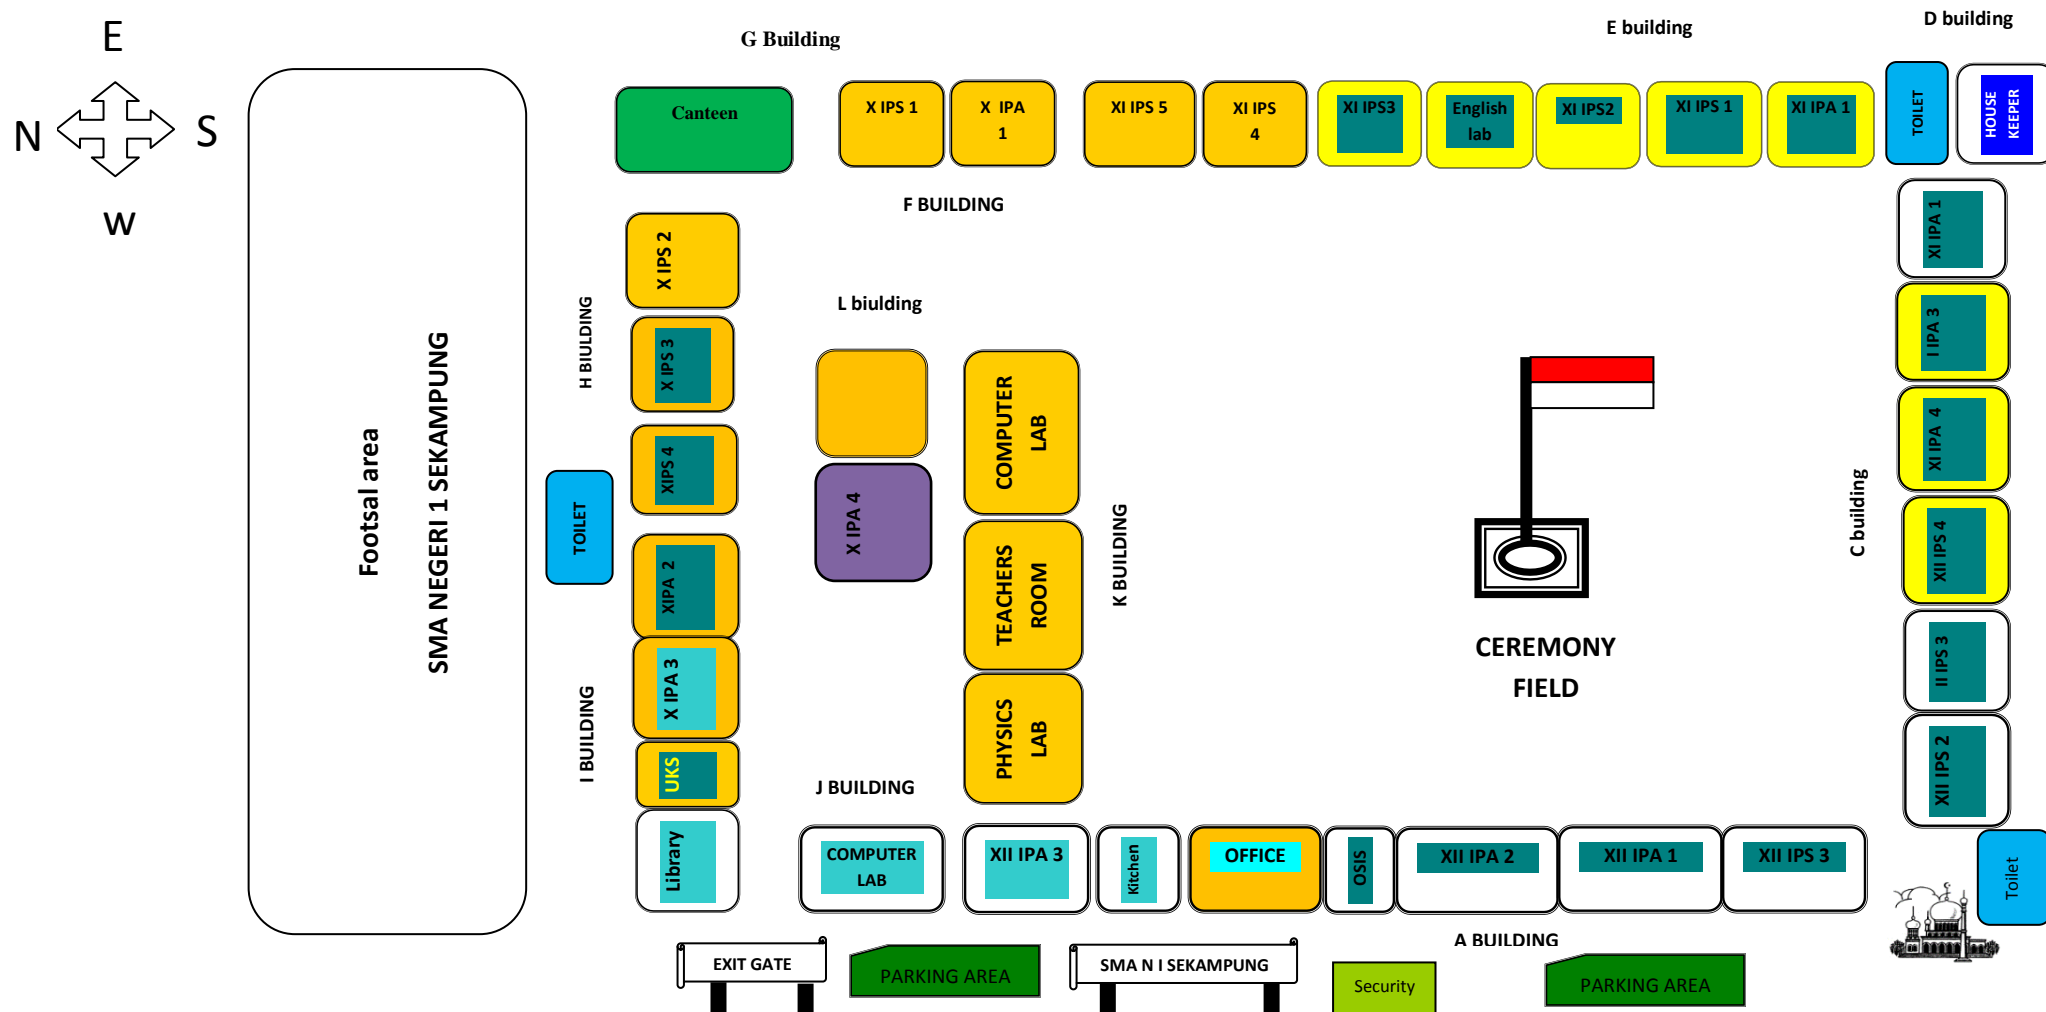 E
N
S
W
G Building
E building
D building
Canteen
X IPS 1
X IPA
1
XI IPS 5
XI IPS
4
XI IPS3
English
lab
XI IPS2
XI IPS 1
XI IPA 1
TOILET
HOUSE
KEEPER
F BUILDING
X IPS 2
H BIULDING
X IPS 3
XIPS 4
TOILET
XIPA 2
X IPA 3
I BUILDING
UKS
Library
Footsal area
SMA NEGERI 1 SEKAMPUNG
L biulding
X IPA 4
COMPUTER
LAB
TEACHERS
ROOM
PHYSICS
LAB
K BUILDING
J BUILDING
CEREMONY
FIELD
XI IPA 1
I IPA 3
XI IPA 4
XII IPS 4
II IPS 3
XII IPS 2
C building
COMPUTER
LAB
XII IPA 3
Kitchen
OFFICE
OSIS
XII IPA 2
XII IPA 1
XII IPS 3
Toilet
A BUILDING
EXIT GATE
PARKING AREA
SMA N I SEKAMPUNG
Security
PARKING AREA